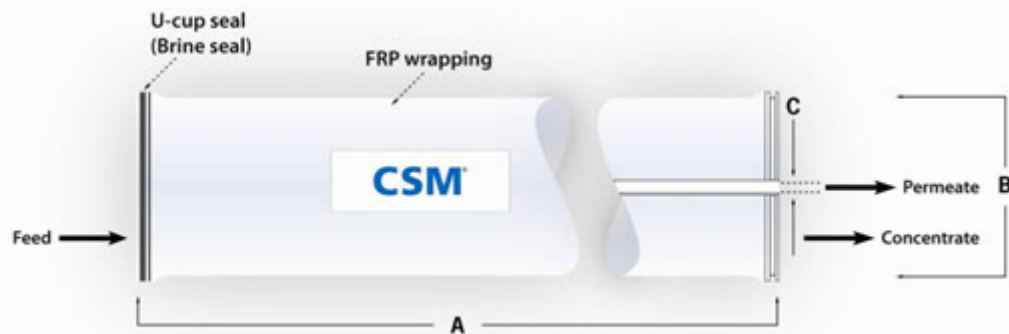 U-cup seal
(Brine seal)
FRP wrapping
C
CSM
Permeate
B
Feed
Concentrate
A